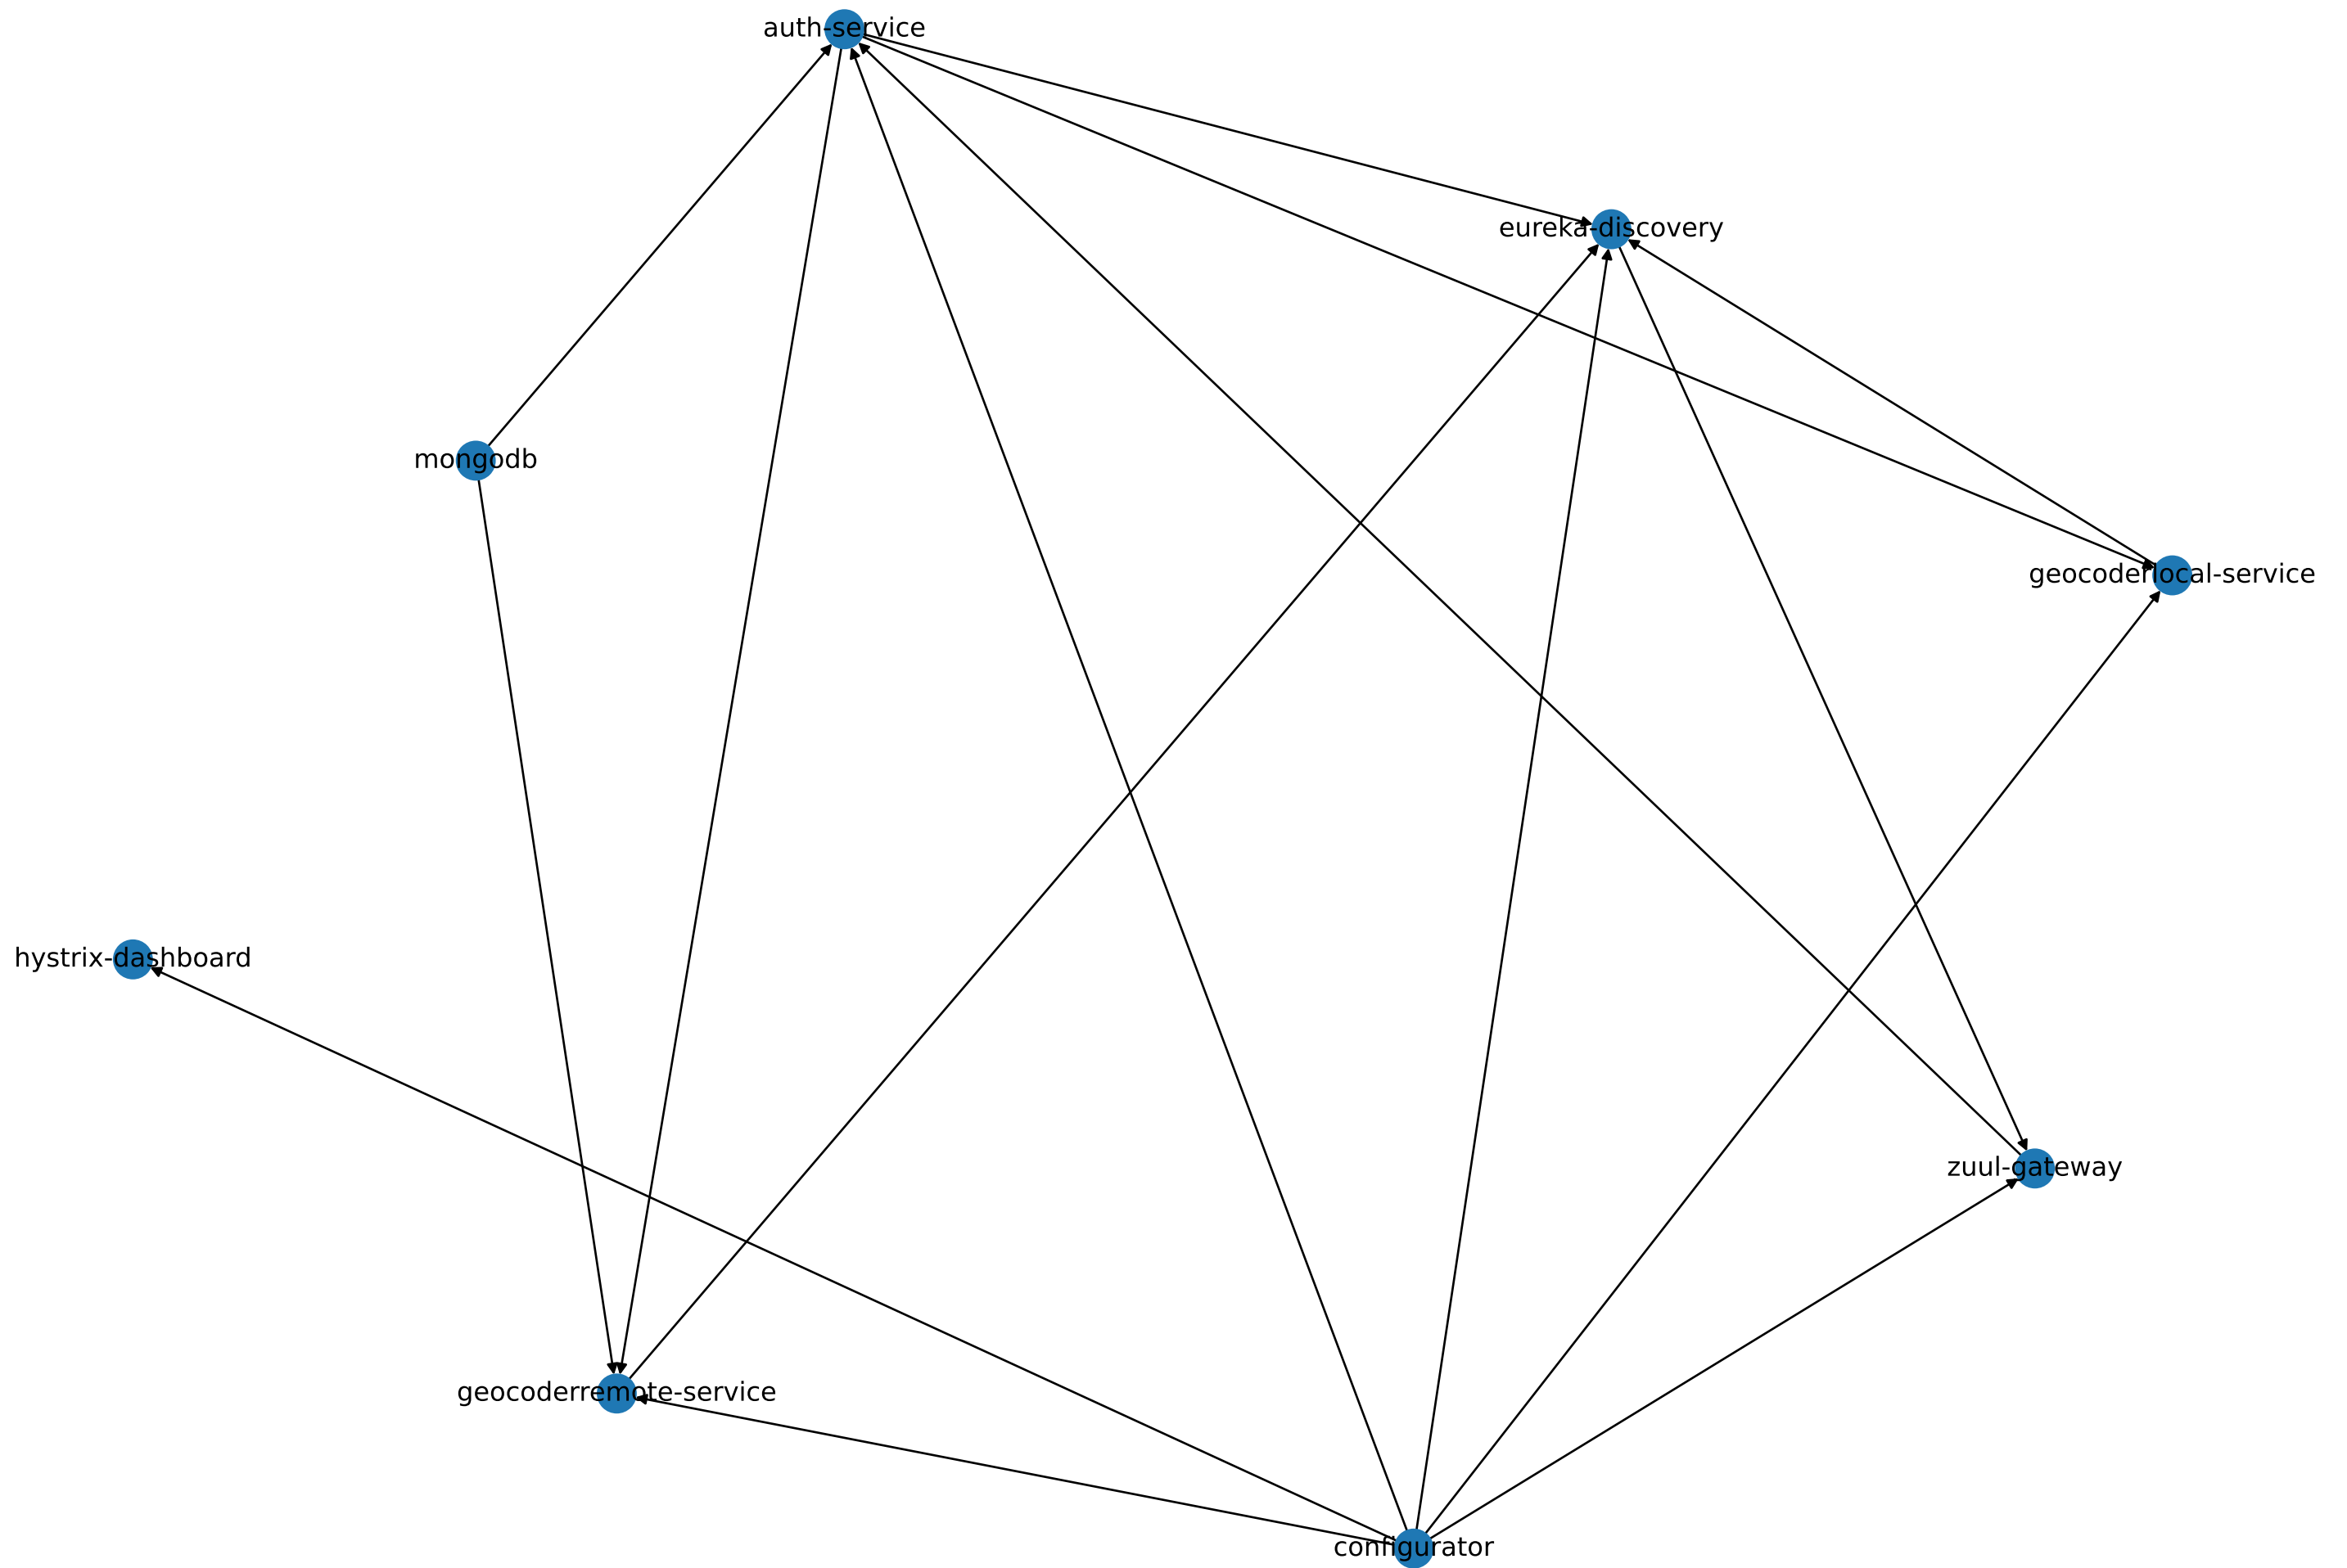 auth-service
eureka-discovery
mongodb
geocoderlocal-service
hystrix-dashboard
zuul-gateway
geocoderremote-service
configurator